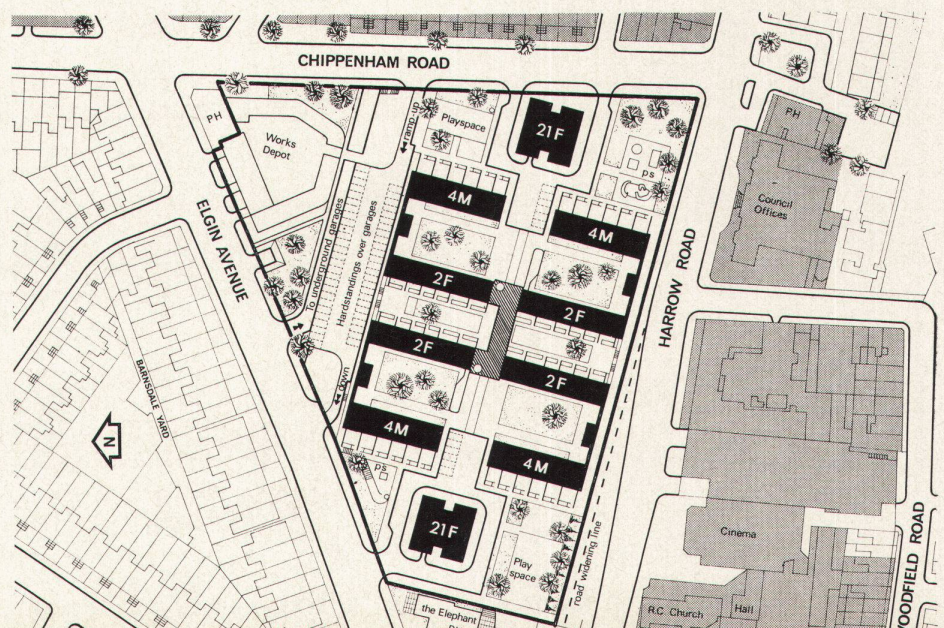 CHIPPENHAM ROAD
PH
Works
Depot
ramp-up
Playspace
21F
ps
PH
Council
Offices
ELGIN AVENUE
To underground garages
Hardstandings over garages
4M
4M
2F
2F
2F
2F
HARROW ROAD
BARNSDALE YARD
N
down
4M
4M
ps
21F
Play
space
road widening line
Cinema
WOODFIELD ROAD
the Elephant
R.C. Church
Hall